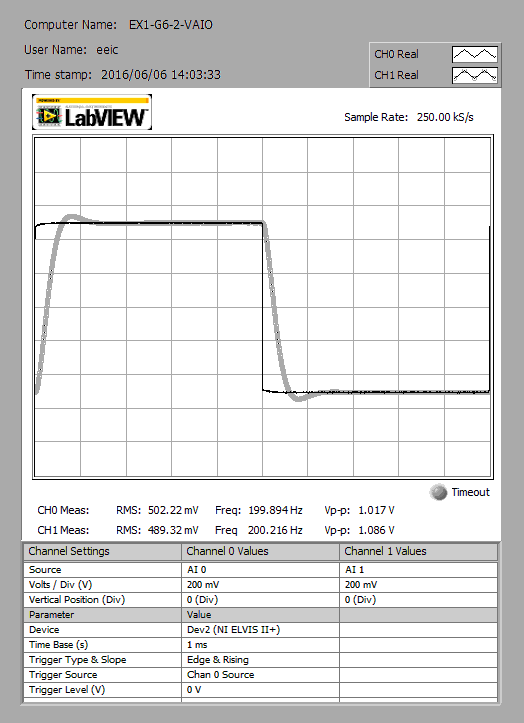 Computer Name: EX1-G6-2-VAIO
User Name: eeic
Time stamp: 2016/06/06 14:03:33
CH0 Real
CH1 Real
LabVIEW™
Sample Rate: 250.00 kS/s
Timeout
CH0 Meas: RMS: 502.22 mV Freq: 199.894 Hz Vp-p: 1.017 V
CH1 Meas: RMS: 489.32 mV Freq 200.216 Hz Vp-p: 1.086 V
Channel Settings Channel 0 Values Channel 1 Values
Source AI 0 AI 1
Volts / Div (V) 200 mV 200 mV
Vertical Position (Div) 0 (Div) 0 (Div)
Parameter Value
Device Dev2 (NI ELVIS II+)
Time Base (s) 1 ms
Trigger Type & Slope Edge & Rising
Trigger Source Chan 0 Source
Trigger Level (V) 0 V